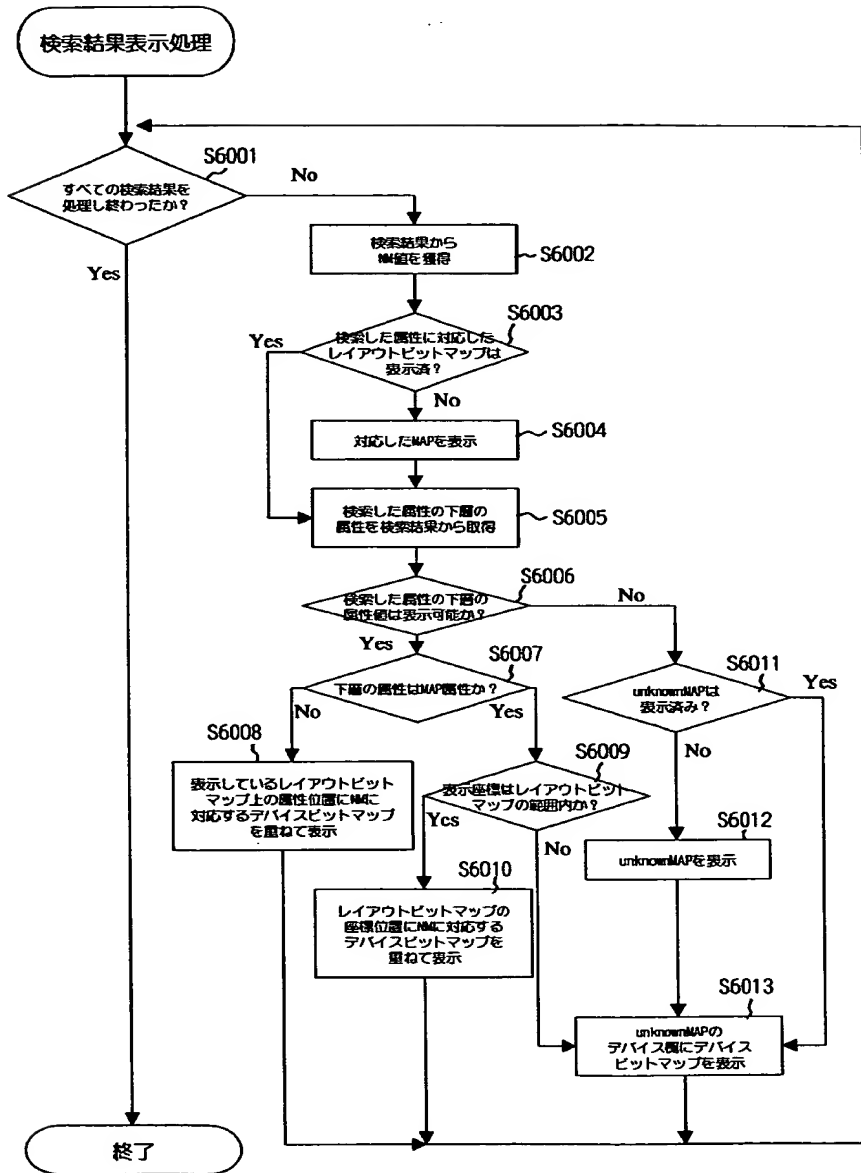 検索結果表示処理
S6001
すべての検索結果を
処理し終わったか？
No
Yes
検索結果から
NM値を獲得
S6002
S6003
検索した属性に対応した
レイアウトビットマップは
表示済？
Yes
No
対応したMAPを表示
S6004
検索した属性の下層の
属性を検索結果から取得
S6005
S6006
検索した属性の下層の
属性値は表示可能か？
No
Yes
S6007
下層の属性はMAP属性か？
No
Yes
S6011
unknownMAPは
表示済み？
Yes
No
S6008
表示しているレイアウトビット
マップ上の属性位置にNMに
対応するデバイスビットマップ
を重ねて表示
S6009
表示座標はレイアウトビット
マップの範囲内か？
Yes
No
S6012
unknownMAPを表示
S6010
レイアウトビットマップの
座標位置にNMに対応する
デバイスビットマップを
重ねて表示
S6013
unknownMAPの
デバイス欄にデバイス
ビットマップを表示
終了